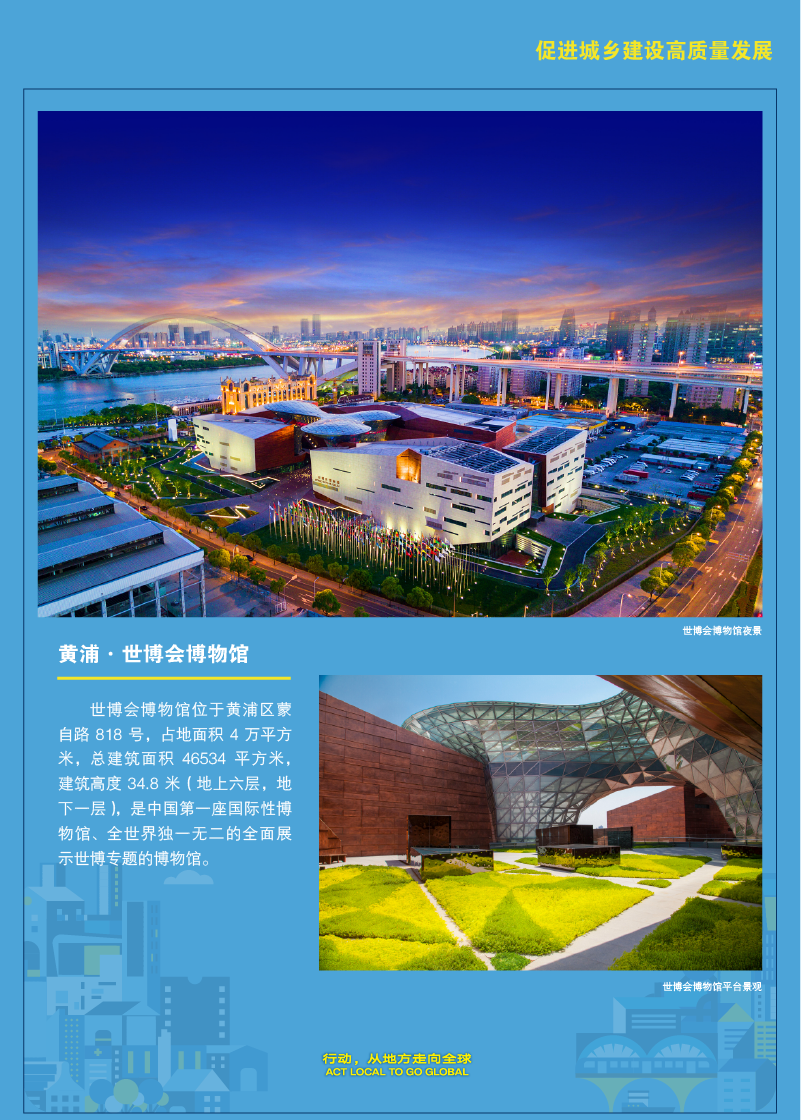 促进城乡建设高质量发展
世博会博物馆夜景
黄浦·世博会博物馆
世博会博物馆位于黄浦区蒙
自路 818 号，占地面积 4 万平方
米，总建筑面积 46534 平方米，
建筑高度 34.8 米（地上六层，地
下一层），是中国第一座国际性博
物馆、全世界独一无二的全面展
示世博专题的博物馆。
世博会博物馆平台景观
行动，从地方走向全球
ACT LOCAL TO GO GLOBAL